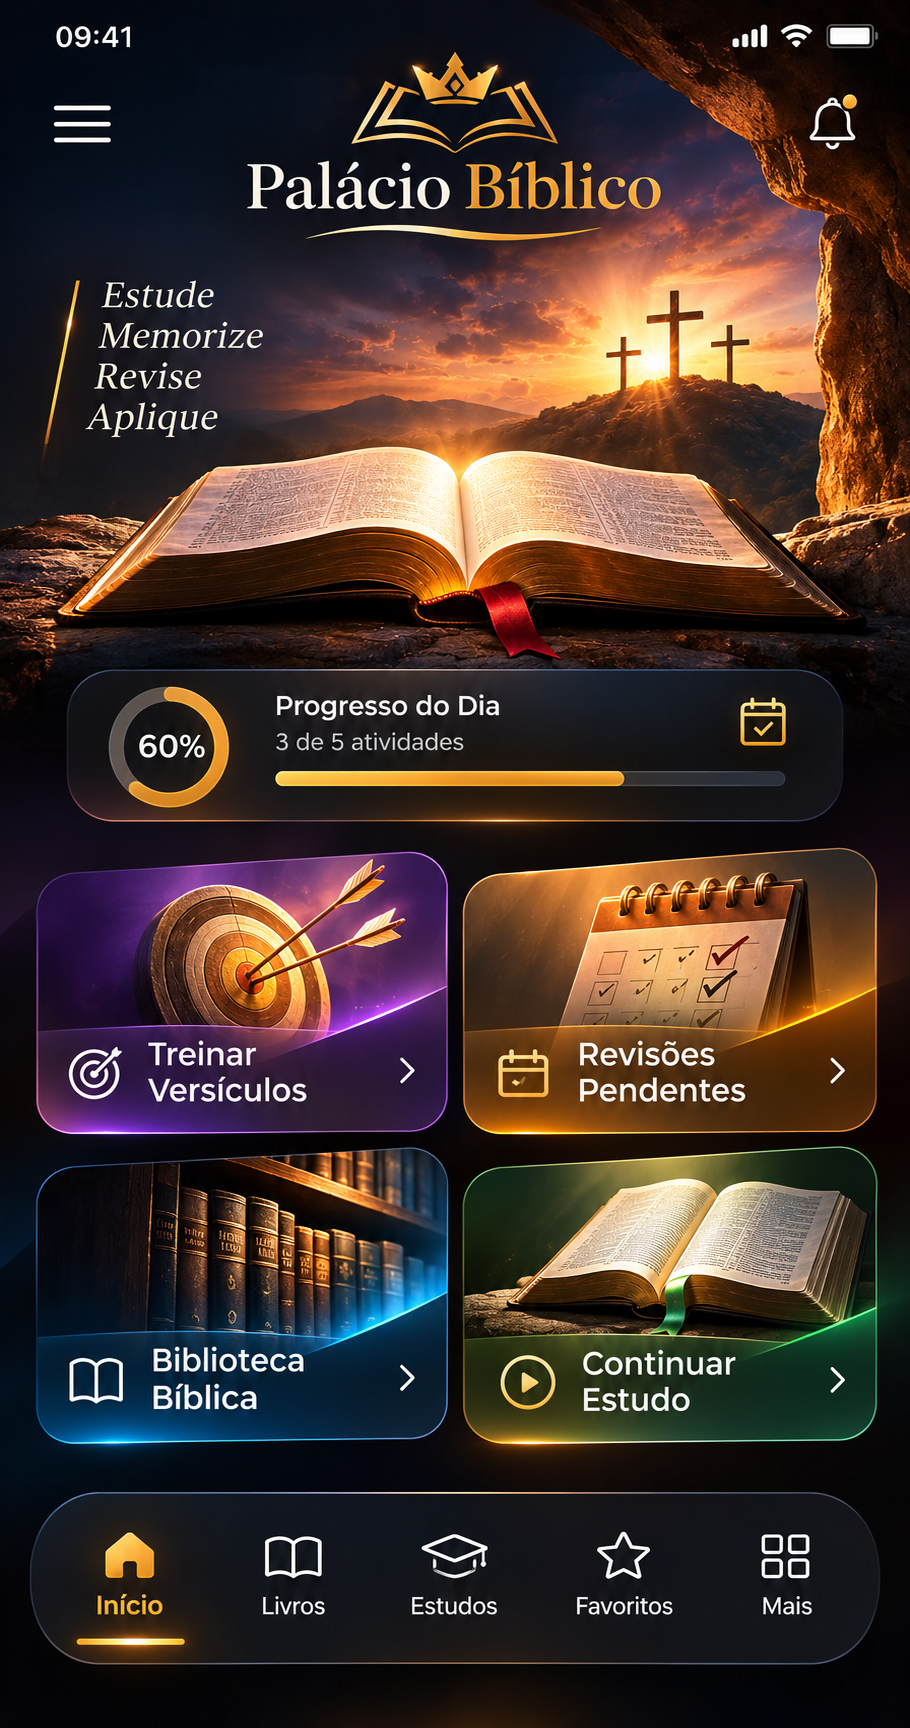 09:41
Palácio Bíblico
Estude
Memorize
Revise
Aplique
Progresso do Dia
60%
3 de 5 atividades
Treinar
Versículos
Revisões
Pendentes
Biblioteca
Bíblica
Continuar
Estudo
Início
Livros
Estudos
Favoritos
Mais